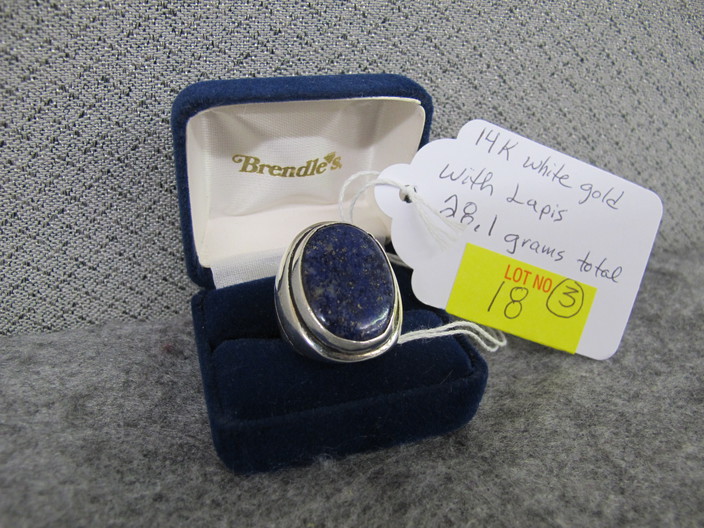 Brendle's
14K white gold
with Lapis
28.1 grams total
LOT NO 3
18